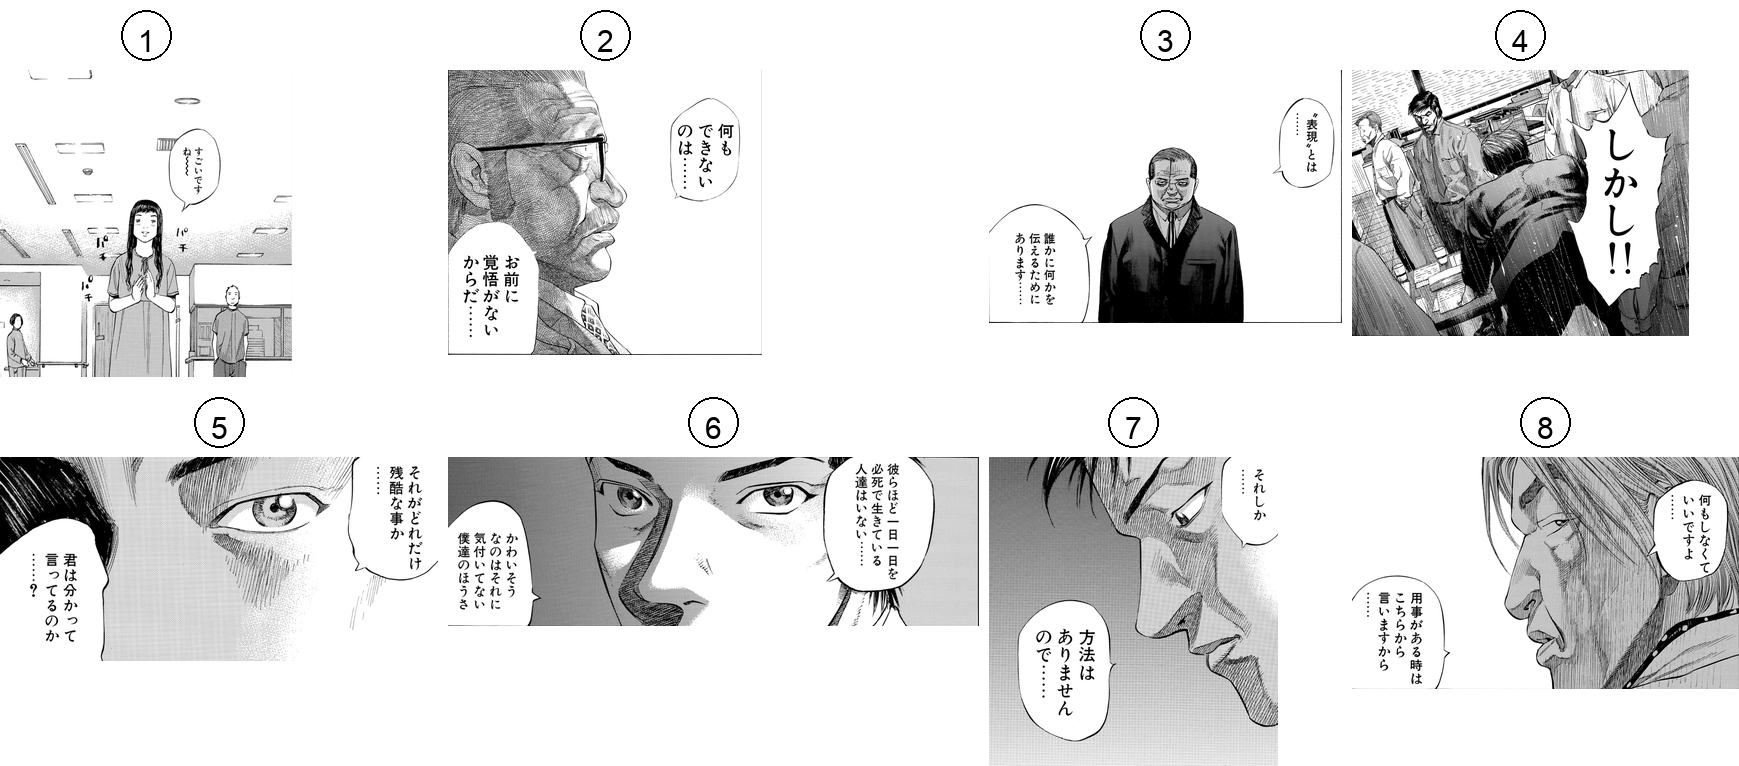 1
すごいです
ね~~~
パチ
パチ
パチ
2
何も
できない
のは……
お前に
覚悟がない
からだ……
3
“表現”とは
……
誰かに何かを
伝えるために
あります……
4
しかし!!
5
それがどれだけ
残酷な事か
……
君は分かって
言ってるのか
……?
6
彼らほど一日一日を
必死で生きている
人達はいない……
かわいそう
なのはそれに
気付いてない
僕達のほうさ
7
それしか
……
方法は
ありません
ので……
8
何もしなくて
いいですよ
……
用事がある時は
こちらから
言いますから
……